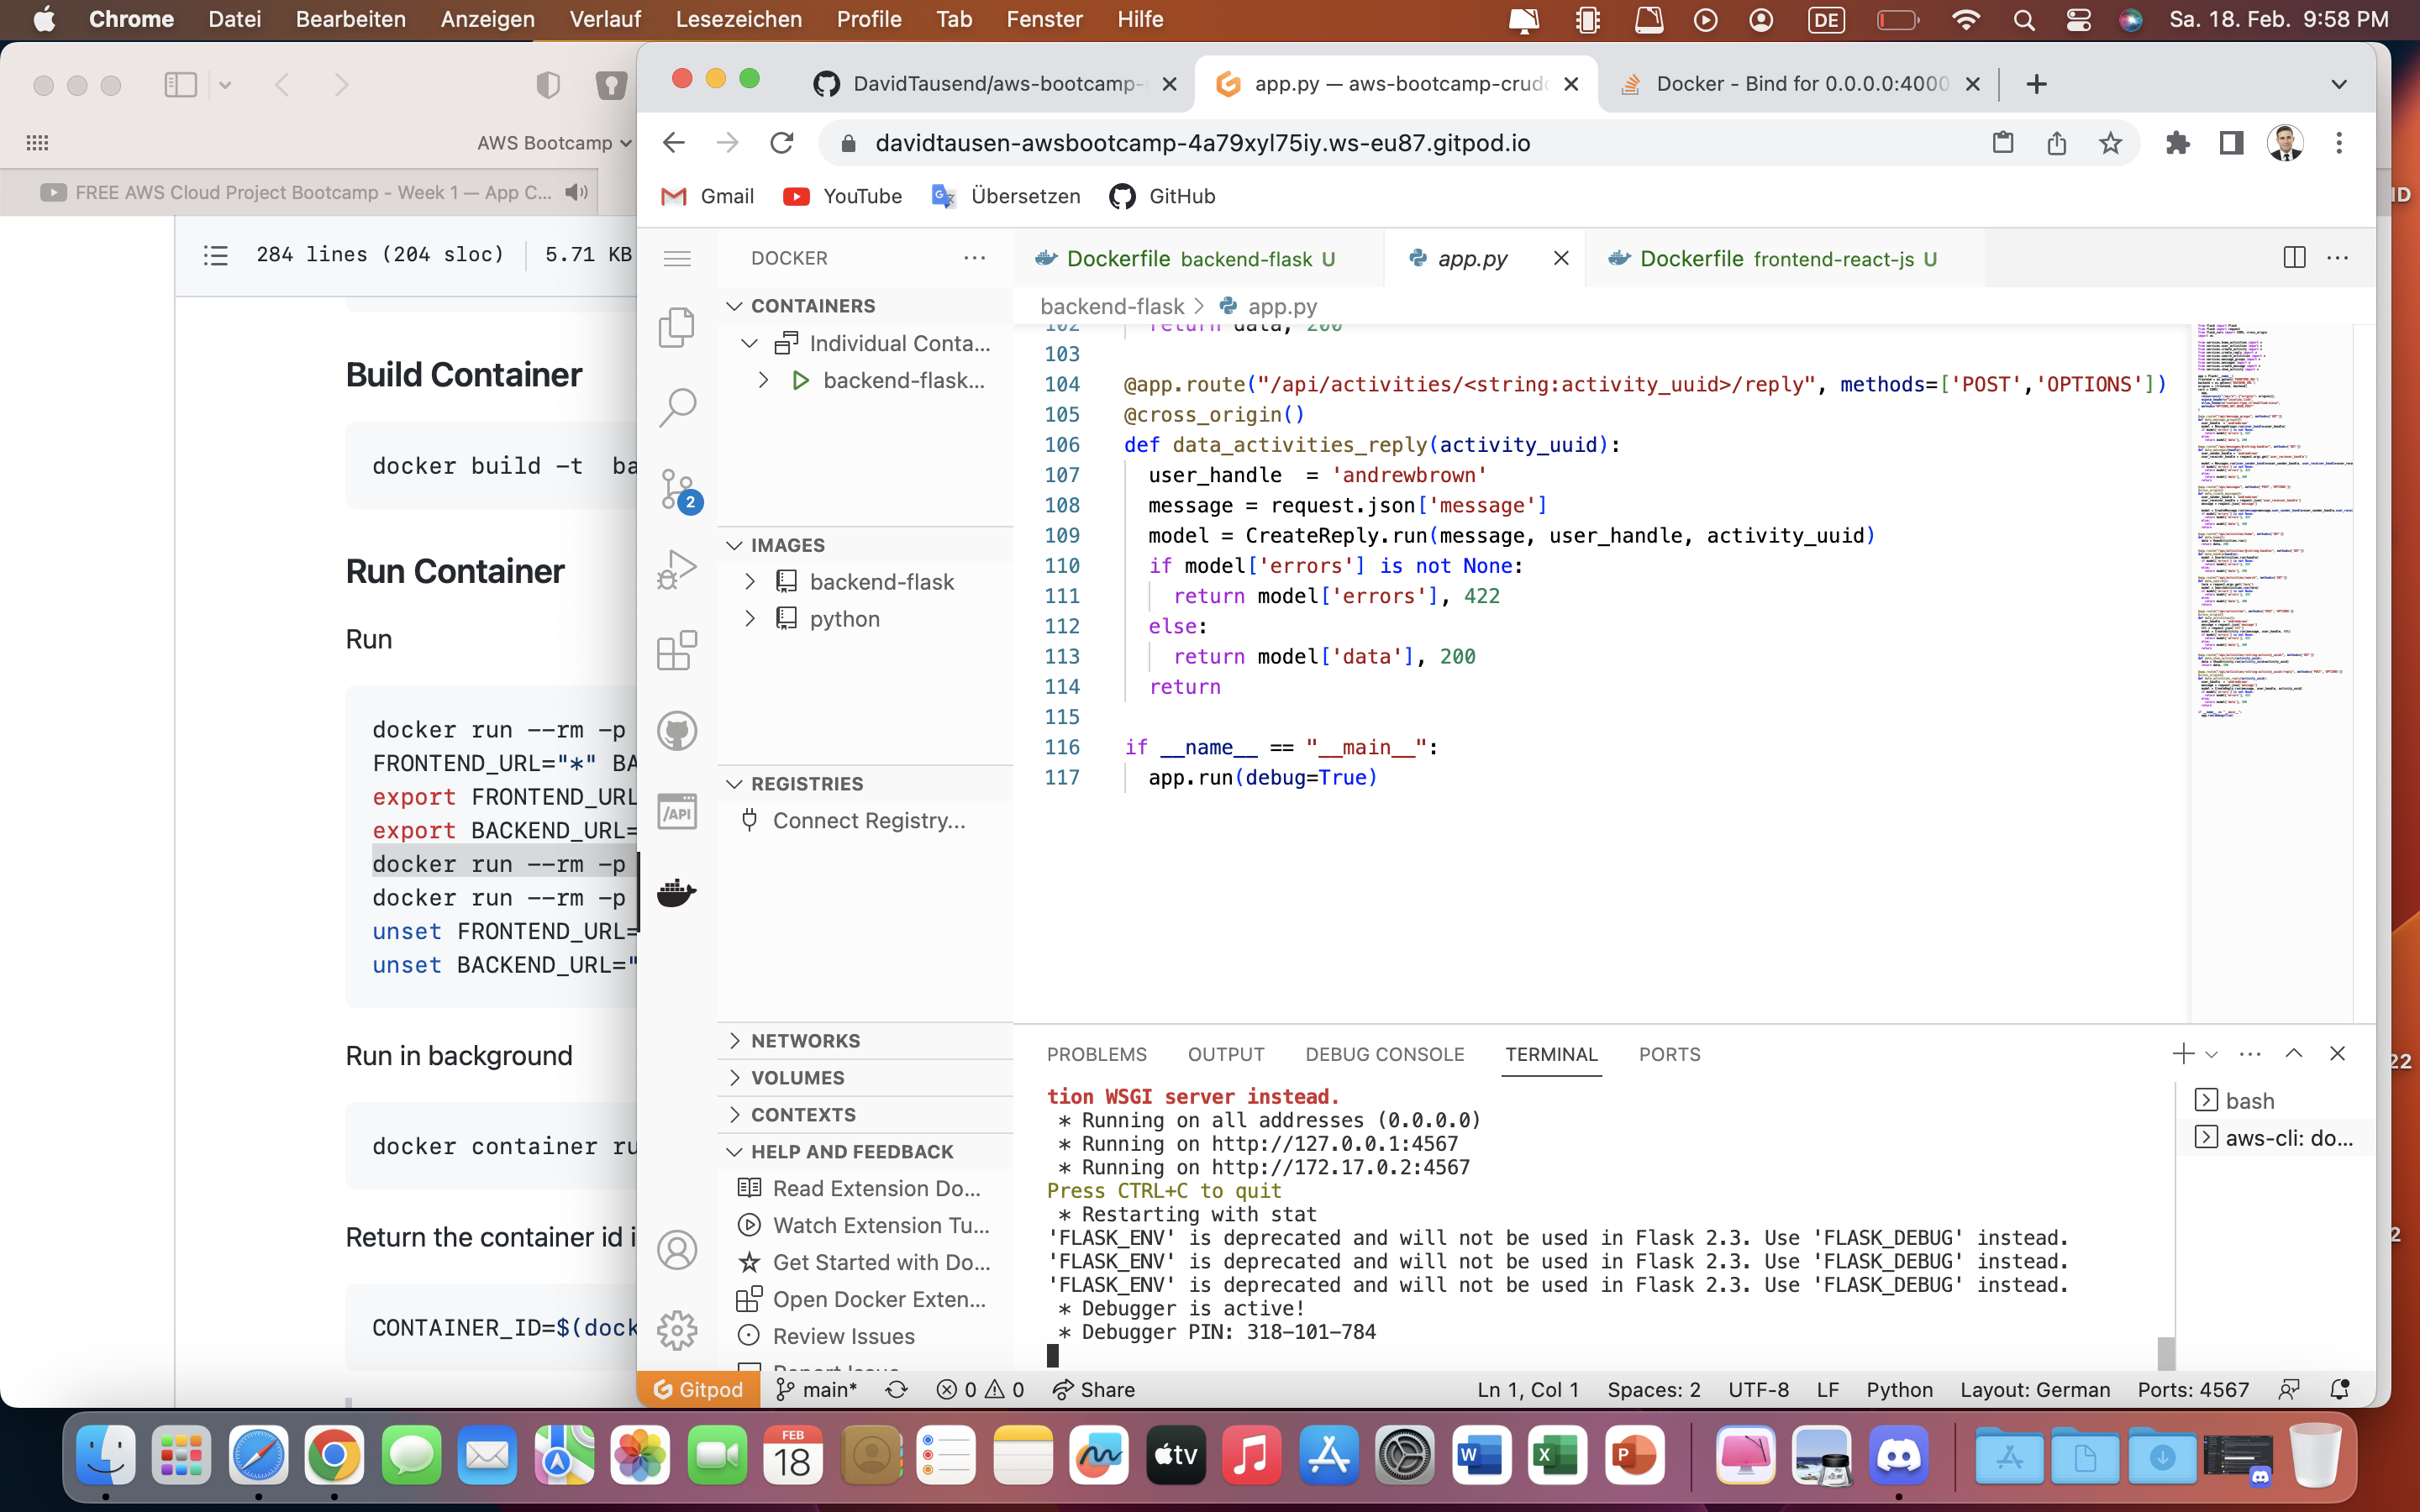 Chrome Datei Bearbeiten Anzeigen Verlauf Lesezeichen Profile Tab Fenster Hilfe DE Sa. 18. Feb. 9:58 PM
AWS Bootcamp
FREE AWS Cloud Project Bootcamp - Week 1 — App C...
284 lines (204 sloc) 5.71 KB
Build Container
docker build -t ba
Run Container
Run
docker run --rm -p
FRONTEND_URL="*" BA
export FRONTEND_URL
export BACKEND_URL=
docker run --rm -p
docker run --rm -p
unset FRONTEND_URL=
unset BACKEND_URL="
Run in background
docker container ru
Return the container id i
CONTAINER_ID=$(dock
DavidTausend/aws-bootcamp-
app.py — aws-bootcamp-crudd
Docker - Bind for 0.0.0.0:4000
davidtausen-awsbootcamp-4a79xyl75iy.ws-eu87.gitpod.io
Gmail YouTube Übersetzen GitHub
DOCKER
CONTAINERS
Individual Conta...
backend-flask...
IMAGES
backend-flask
python
REGISTRIES
Connect Registry...
NETWORKS
VOLUMES
CONTEXTS
HELP AND FEEDBACK
Read Extension Do...
Watch Extension Tu...
Get Started with Do...
Open Docker Exten...
Review Issues
Report Issue
2
/API
Dockerfile backend-flask U
app.py
Dockerfile frontend-react-js U
backend-flask > app.py
102 return data, 200
103
104 @app.route("/api/activities/<string:activity_uuid>/reply", methods=['POST','OPTIONS'])
105 @cross_origin()
106 def data_activities_reply(activity_uuid):
107 user_handle  = 'andrewbrown'
108 message = request.json['message']
109 model = CreateReply.run(message, user_handle, activity_uuid)
110 if model['errors'] is not None:
111 return model['errors'], 422
112 else:
113 return model['data'], 200
114 return
115
116 if __name__ == "__main__":
117 app.run(debug=True)
PROBLEMS OUTPUT DEBUG CONSOLE TERMINAL PORTS
tion WSGI server instead.
* Running on all addresses (0.0.0.0)
* Running on http://127.0.0.1:4567
* Running on http://172.17.0.2:4567
Press CTRL+C to quit
* Restarting with stat
'FLASK_ENV' is deprecated and will not be used in Flask 2.3. Use 'FLASK_DEBUG' instead.
'FLASK_ENV' is deprecated and will not be used in Flask 2.3. Use 'FLASK_DEBUG' instead.
'FLASK_ENV' is deprecated and will not be used in Flask 2.3. Use 'FLASK_DEBUG' instead.
* Debugger is active!
* Debugger PIN: 318-101-784
bash
aws-cli: do...
Gitpod main* 0 0 Share Ln 1, Col 1 Spaces: 2 UTF-8 LF Python Layout: German Ports: 4567
FEB
18
tv
W
X
P